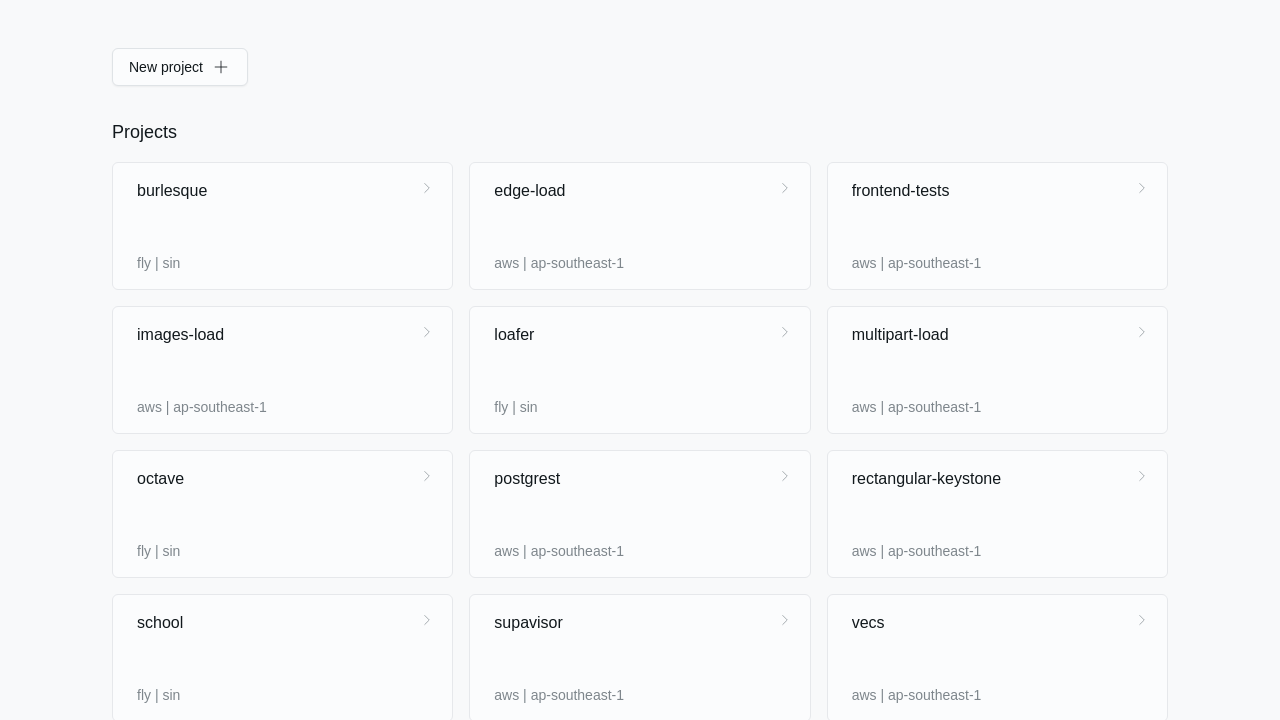 New project
Projects
burlesque
fly | sin
edge-load
aws | ap-southeast-1
frontend-tests
aws | ap-southeast-1
images-load
aws | ap-southeast-1
loafer
fly | sin
multipart-load
aws | ap-southeast-1
octave
fly | sin
postgrest
aws | ap-southeast-1
rectangular-keystone
aws | ap-southeast-1
school
fly | sin
supavisor
aws | ap-southeast-1
vecs
aws | ap-southeast-1